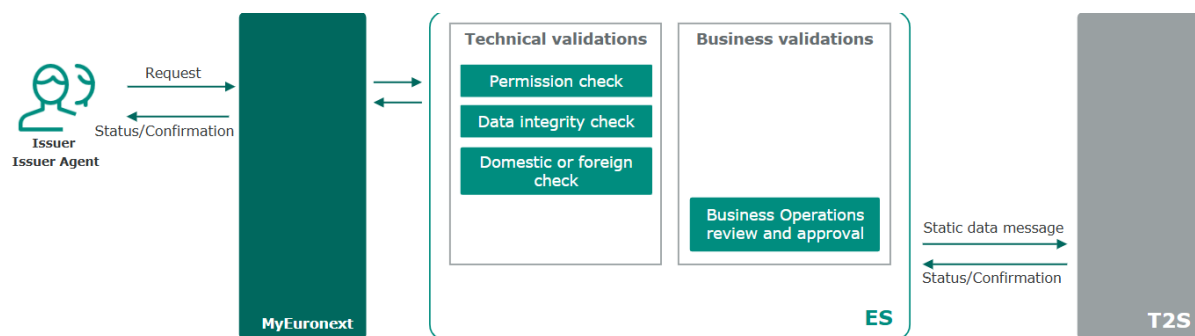 Request
Status/Confirmation
Issuer
Issuer Agent
MyEuronext
Technical validations
Permission check
Data integrity check
Domestic or foreign
check
Business validations
Business Operations
review and approval
ES
Static data message
Status/Confirmation
T2S